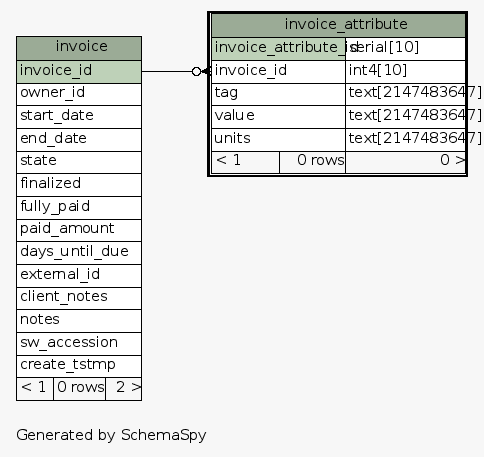 invoice
invoice_id
owner_id
start_date
end_date
state
finalized
fully_paid
paid_amount
days_until_due
external_id
client_notes
notes
sw_accession
create_tstmp
< 1 0 rows 2 >
invoice_attribute
invoice_attribute_id serial[10]
invoice_id int4[10]
tag text[2147483647]
value text[2147483647]
units text[2147483647]
< 1 0 rows 0 >
Generated by SchemaSpy